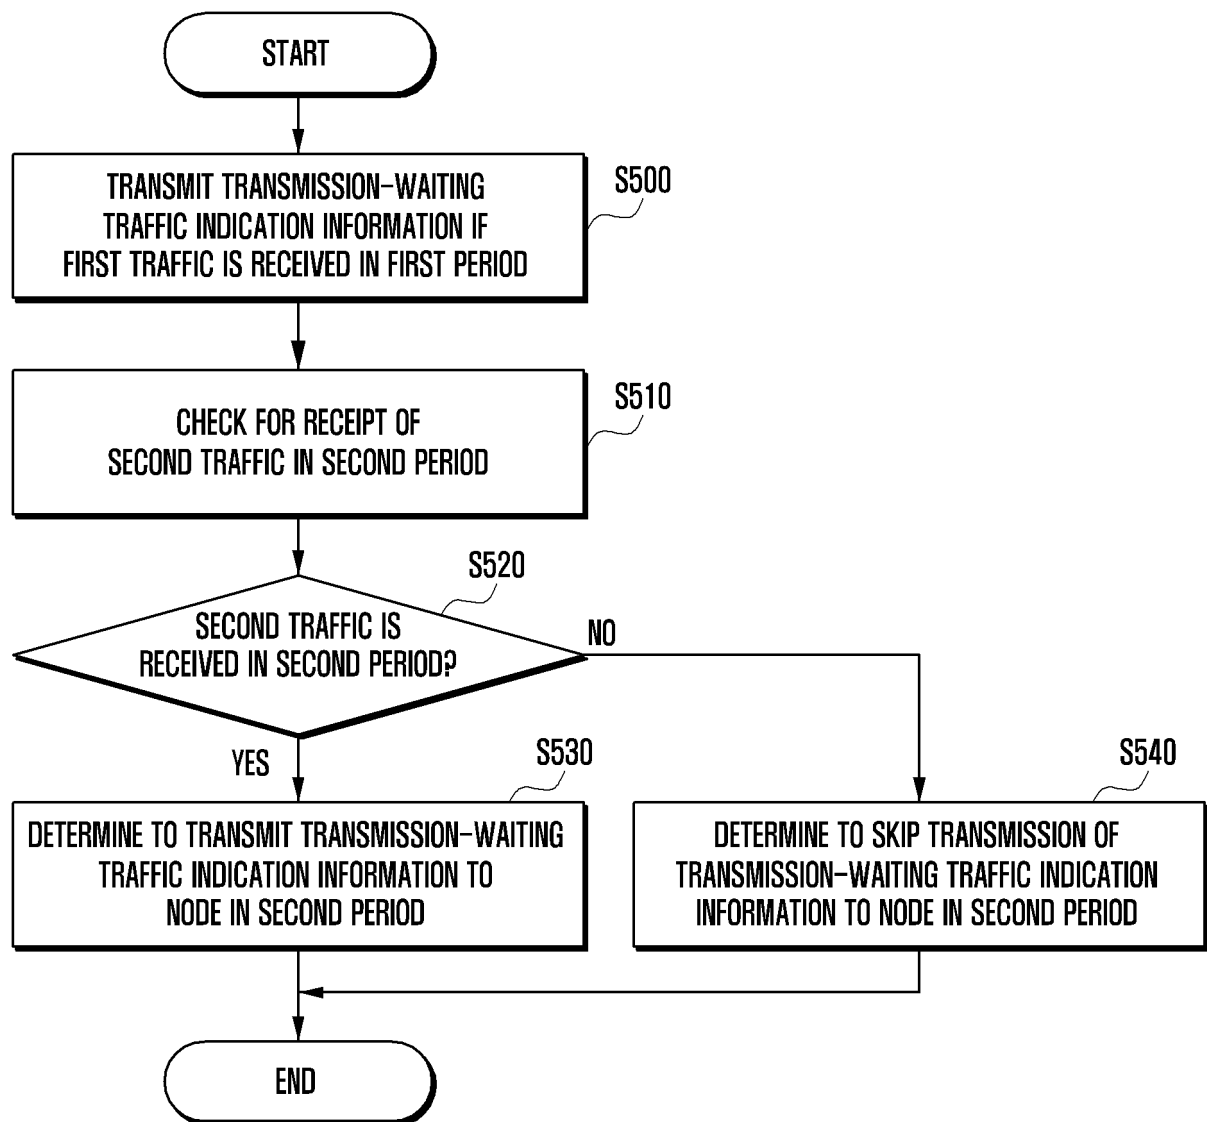 START
TRANSMIT TRANSMISSION-WAITING
TRAFFIC INDICATION INFORMATION IF
FIRST TRAFFIC IS RECEIVED IN FIRST PERIOD
S500
CHECK FOR RECEIPT OF
SECOND TRAFFIC IN SECOND PERIOD
S510
SECOND TRAFFIC IS
RECEIVED IN SECOND PERIOD?
S520
NO
YES
DETERMINE TO TRANSMIT TRANSMISSION-WAITING
TRAFFIC INDICATION INFORMATION TO
NODE IN SECOND PERIOD
S530
DETERMINE TO SKIP TRANSMISSION OF
TRANSMISSION-WAITING TRAFFIC INDICATION
INFORMATION TO NODE IN SECOND PERIOD
S540
END